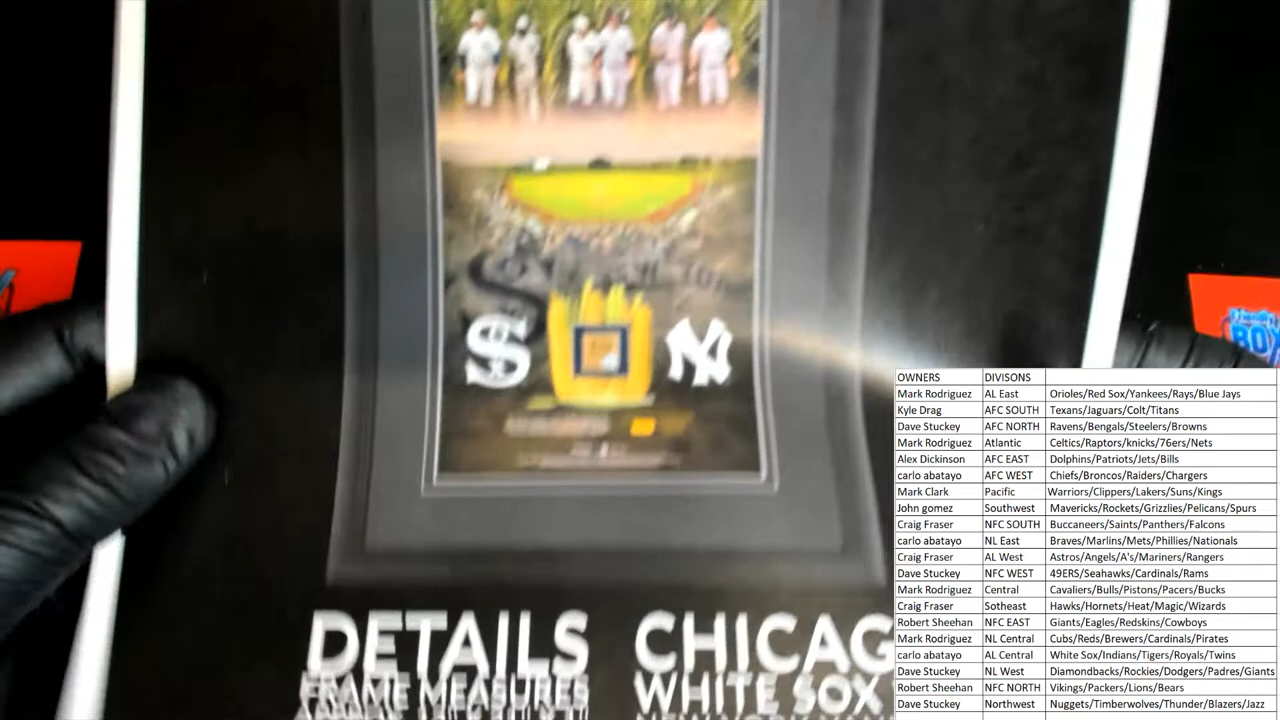 DETAILS
FRAME MEASURES
CHICAG
WHITE SOX
OWNERS DIVISONS
Mark Rodriguez AL East Orioles/Red Sox/Yankees/Rays/Blue Jays
Kyle Drag AFC SOUTH Texans/Jaguars/Colt/Titans
Dave Stuckey AFC NORTH Ravens/Bengals/Steelers/Browns
Mark Rodriguez Atlantic Celtics/Raptors/knicks/76ers/Nets
Alex Dickinson AFC EAST Dolphins/Patriots/Jets/Bills
carlo abatayo AFC WEST Chiefs/Broncos/Raiders/Chargers
Mark Clark Pacific Warriors/Clippers/Lakers/Suns/Kings
John gomez Southwest Mavericks/Rockets/Grizzlies/Pelicans/Spurs
Craig Fraser NFC SOUTH Buccaneers/Saints/Panthers/Falcons
carlo abatayo NL East Braves/Marlins/Mets/Phillies/Nationals
Craig Fraser AL West Astros/Angels/A's/Mariners/Rangers
Dave Stuckey NFC WEST 49ERS/Seahawks/Cardinals/Rams
Mark Rodriguez Central Cavaliers/Bulls/Pistons/Pacers/Bucks
Craig Fraser Sotheast Hawks/Hornets/Heat/Magic/Wizards
Robert Sheehan NFC EAST Giants/Eagles/Redskins/Cowboys
Mark Rodriguez NL Central Cubs/Reds/Brewers/Cardinals/Pirates
carlo abatayo AL Central White Sox/Indians/Tigers/Royals/Twins
Dave Stuckey NL West Diamondbacks/Rockies/Dodgers/Padres/Giants
Robert Sheehan NFC NORTH Vikings/Packers/Lions/Bears
Dave Stuckey Northwest Nuggets/Timberwolves/Thunder/Blazers/Jazz